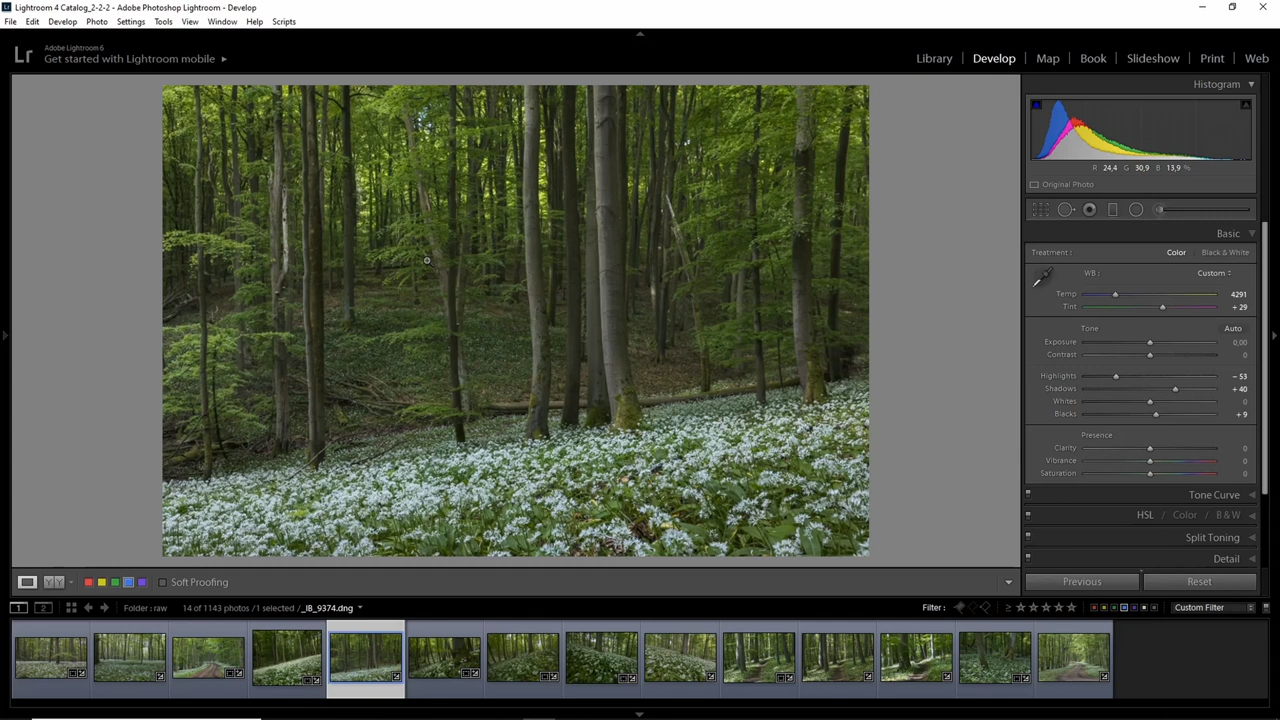 Lr Lightroom 4 Catalog_2-2-2 - Adobe Photoshop Lightroom - Develop
File Edit Develop Photo Settings Tools View Window Help Scripts
Lr Adobe Lightroom 6
Get started with Lightroom mobile
Library | Develop | Map | Book | Slideshow | Print | Web
Histogram
R 24,4 G 30,9 B 13,9 %
Original Photo
Basic
Treatment : Color Black & White
WB : Custom
Temp 4291
Tint + 29
Tone Auto
Exposure 0,00
Contrast 0
Highlights − 53
Shadows + 40
Whites 0
Blacks + 9
Presence
Clarity 0
Vibrance 0
Saturation 0
Tone Curve
HSL / Color / B & W
Split Toning
Detail
Y Y Soft Proofing
Previous Reset
1 2 Folder : raw 14 of 1143 photos / 1 selected / _IB_9374.dng Filter : Custom Filter